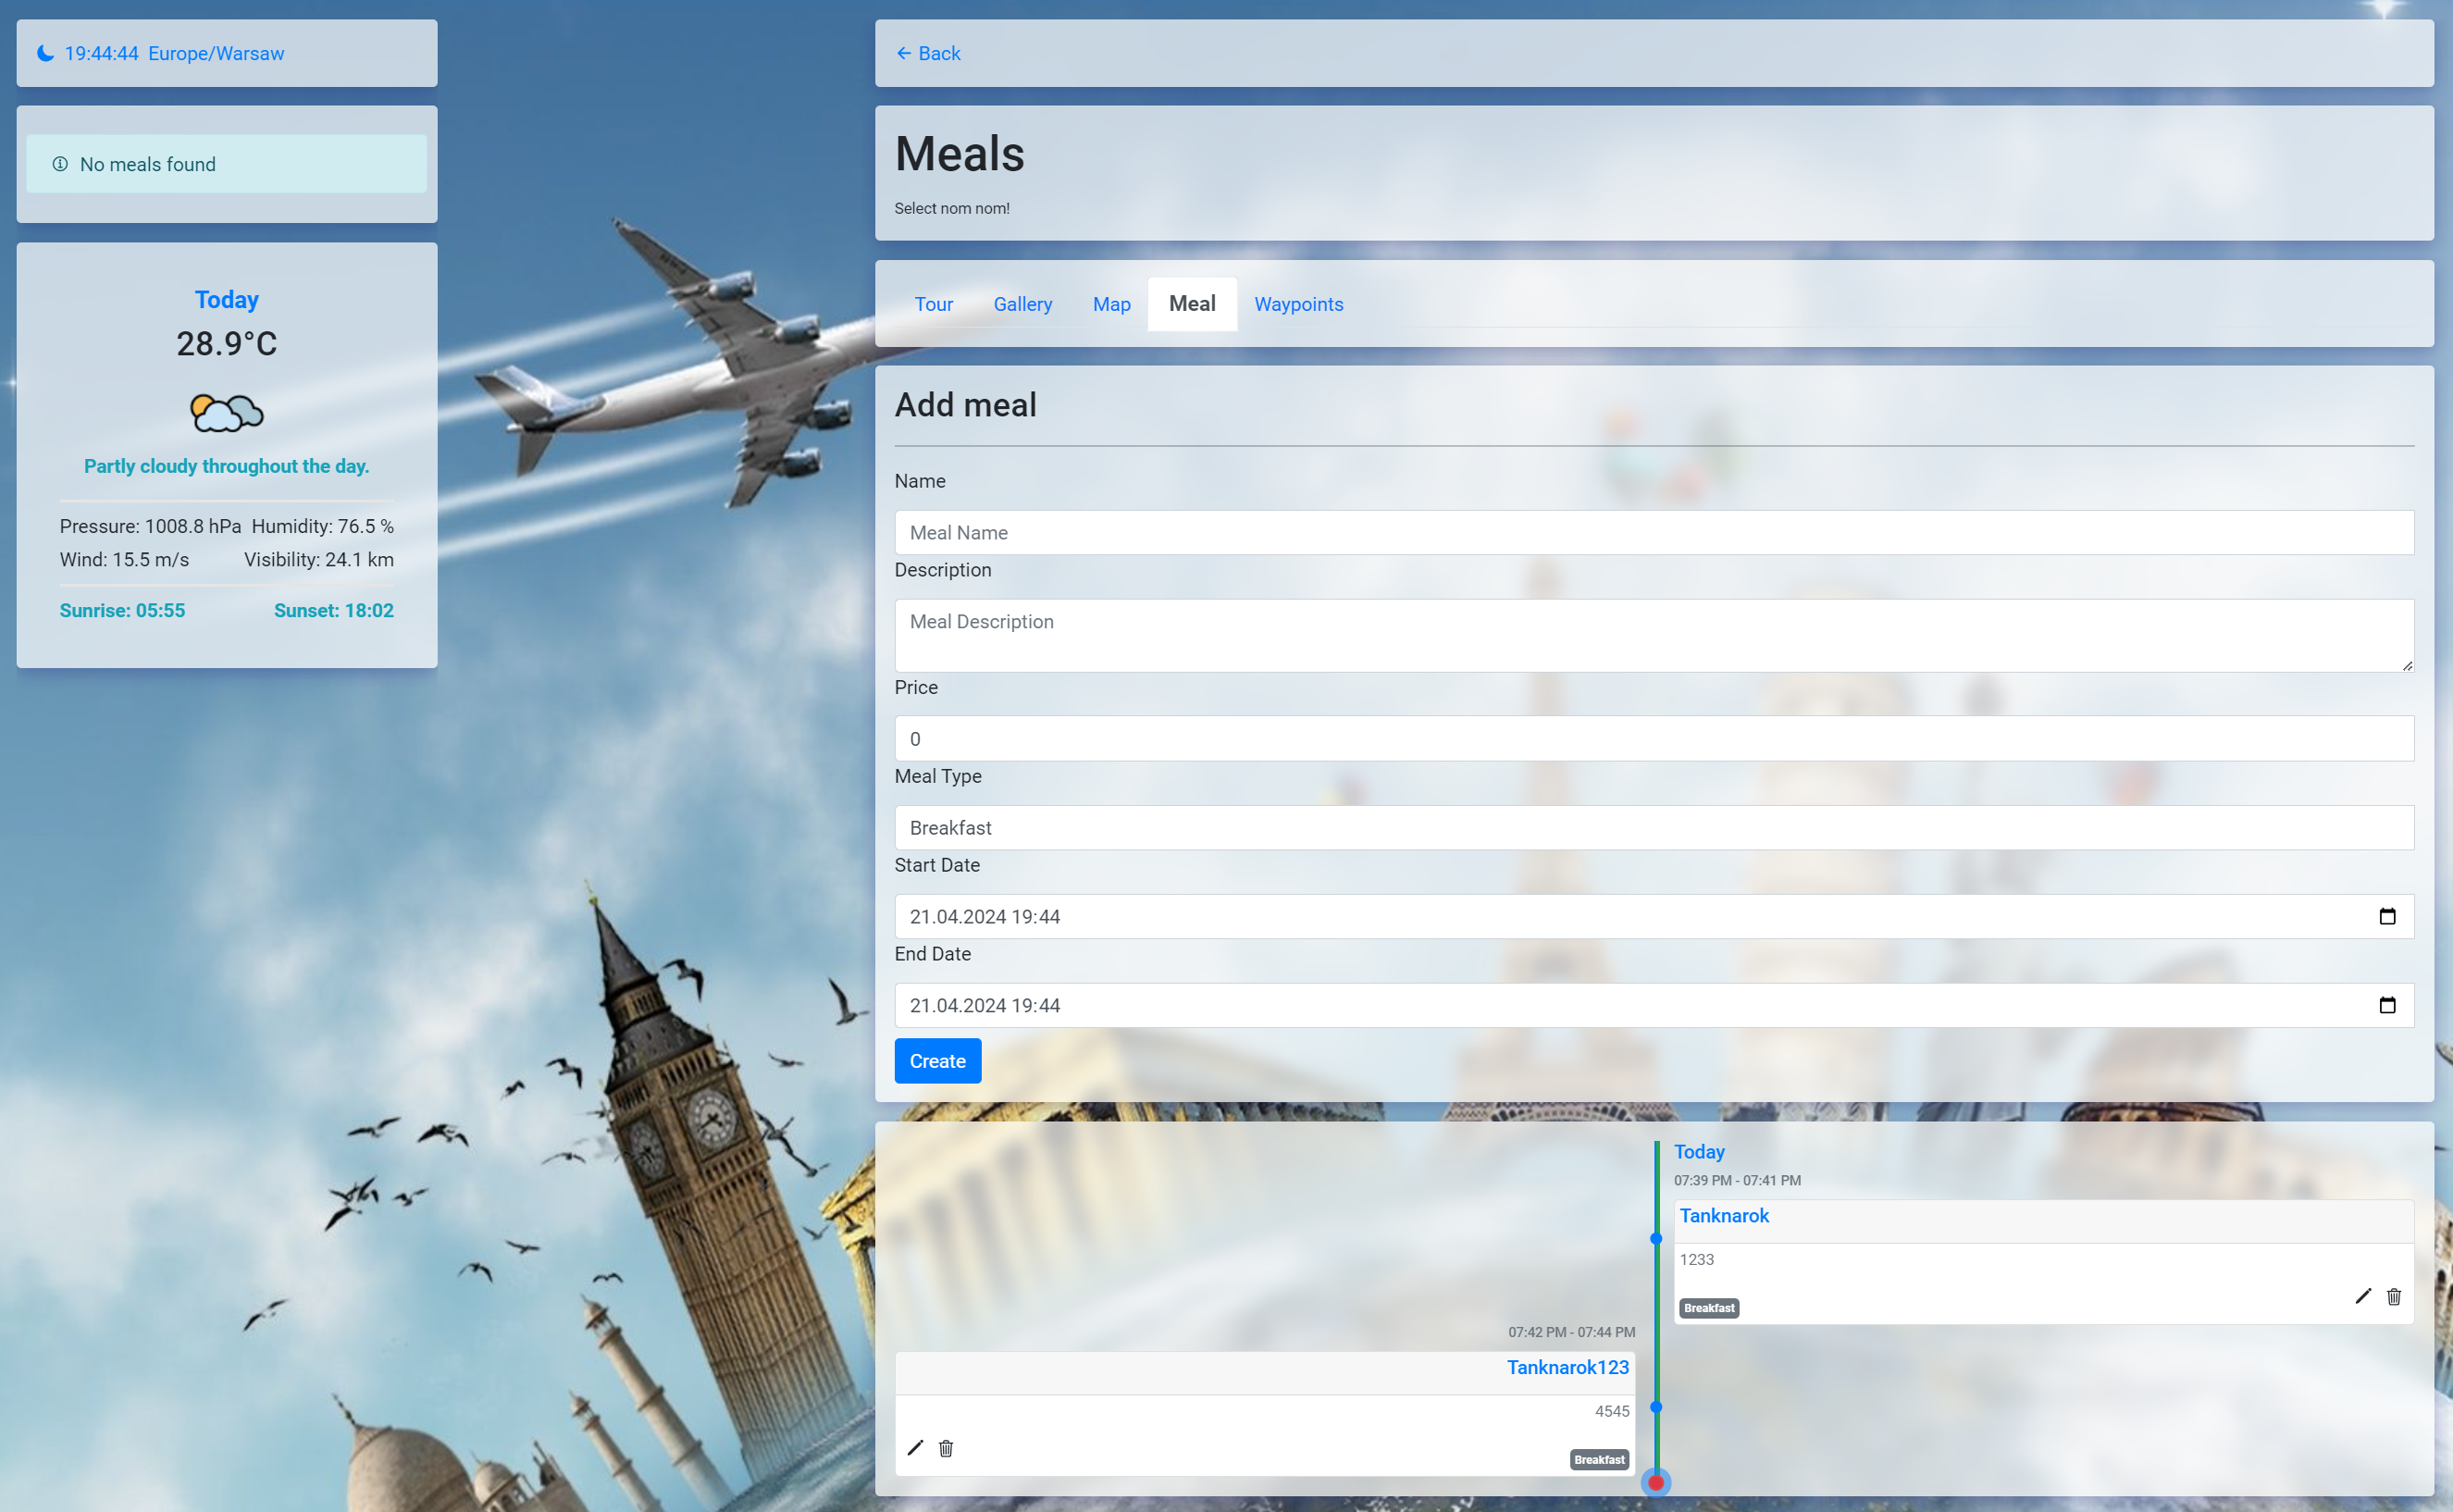 19:44:44 Europe/Warsaw
No meals found
Today
28.9°C
Partly cloudy throughout the day.
Pressure: 1008.8 hPa Humidity: 76.5 %
Wind: 15.5 m/s Visibility: 24.1 km
Sunrise: 05:55 Sunset: 18:02
Back
Meals
Select nom nom!
Tour Gallery Map Meal Waypoints
Add meal
Name
Meal Name
Description
Meal Description
Price
0
Meal Type
Breakfast
Start Date
21.04.2024 19:44
End Date
21.04.2024 19:44
Create
Today
07:39 PM - 07:41 PM
Tanknarok
1233
Breakfast
07:42 PM - 07:44 PM
Tanknarok123
4545
Breakfast